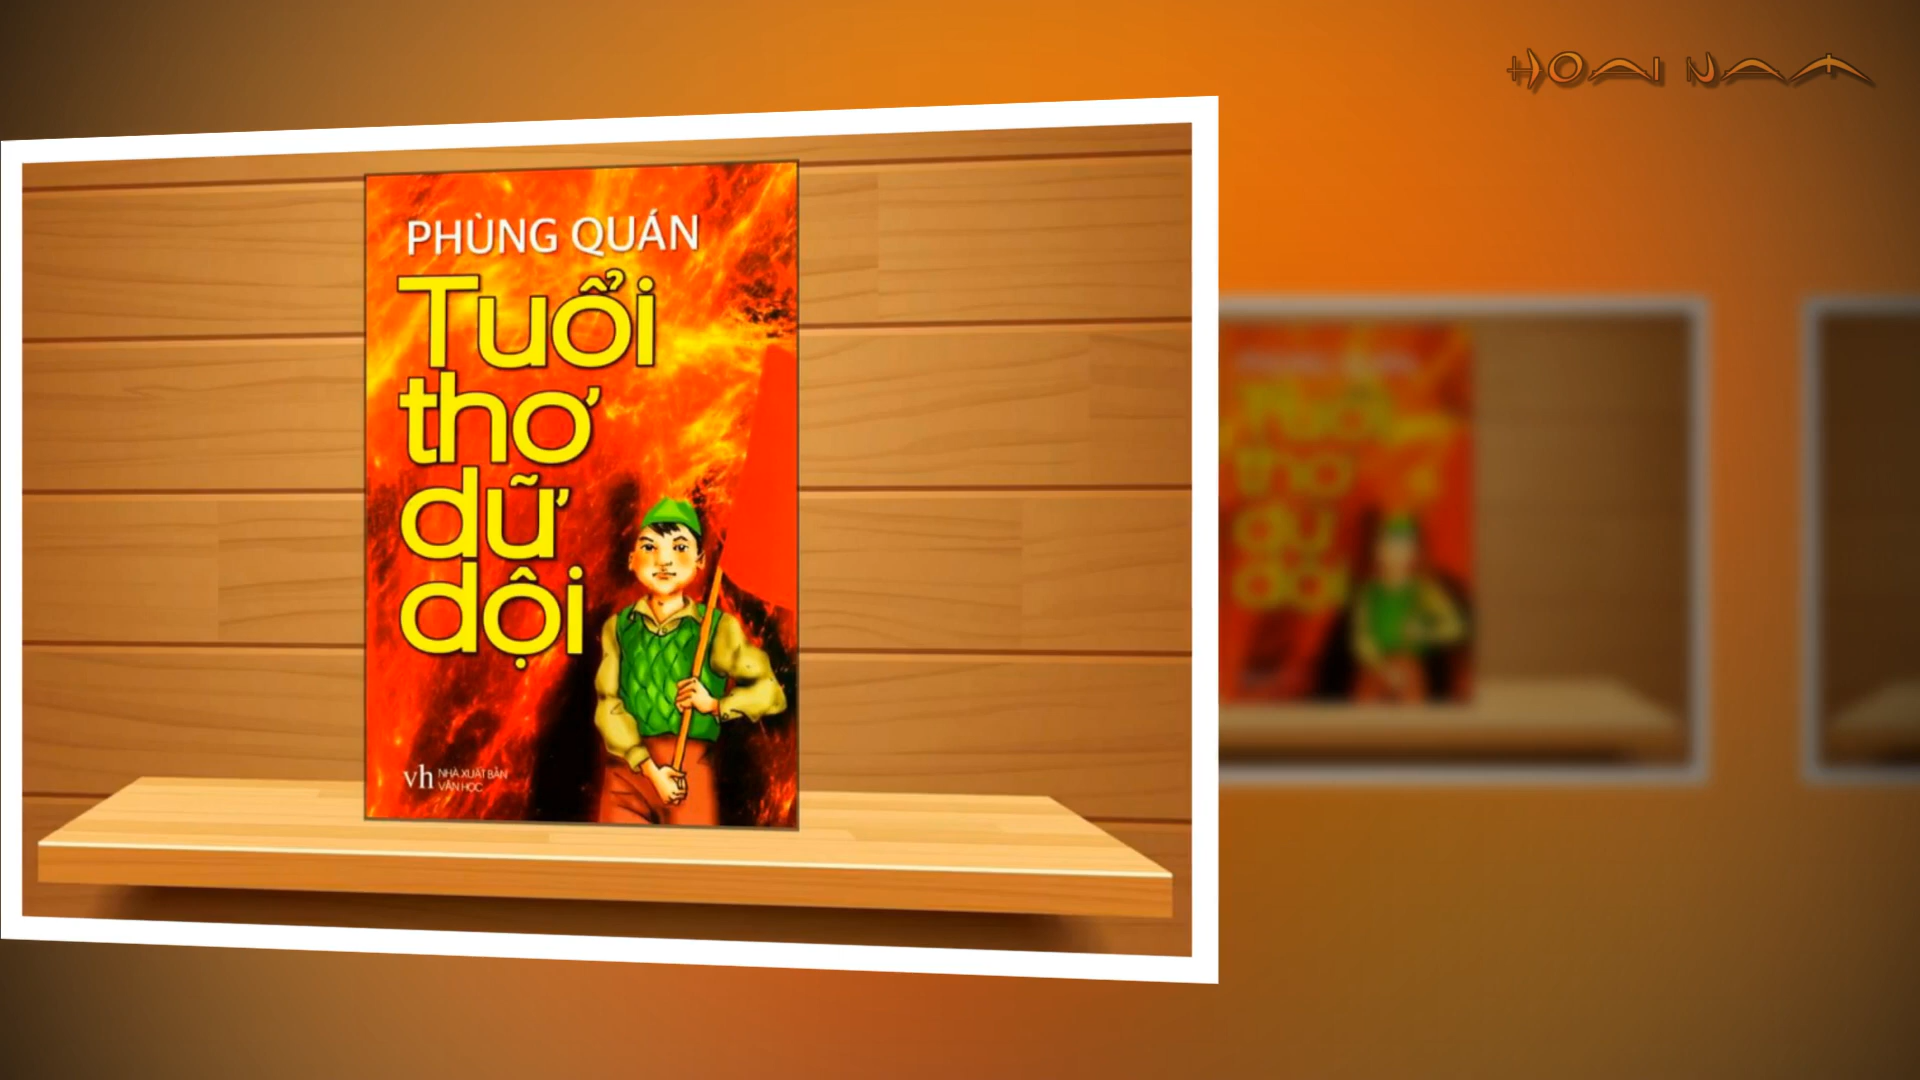 HOAI NAM
PHÙNG QUÁN
Tuổi
thơ
dữ
dội
vh NHÀ XUẤT BẢN
VĂN HỌC